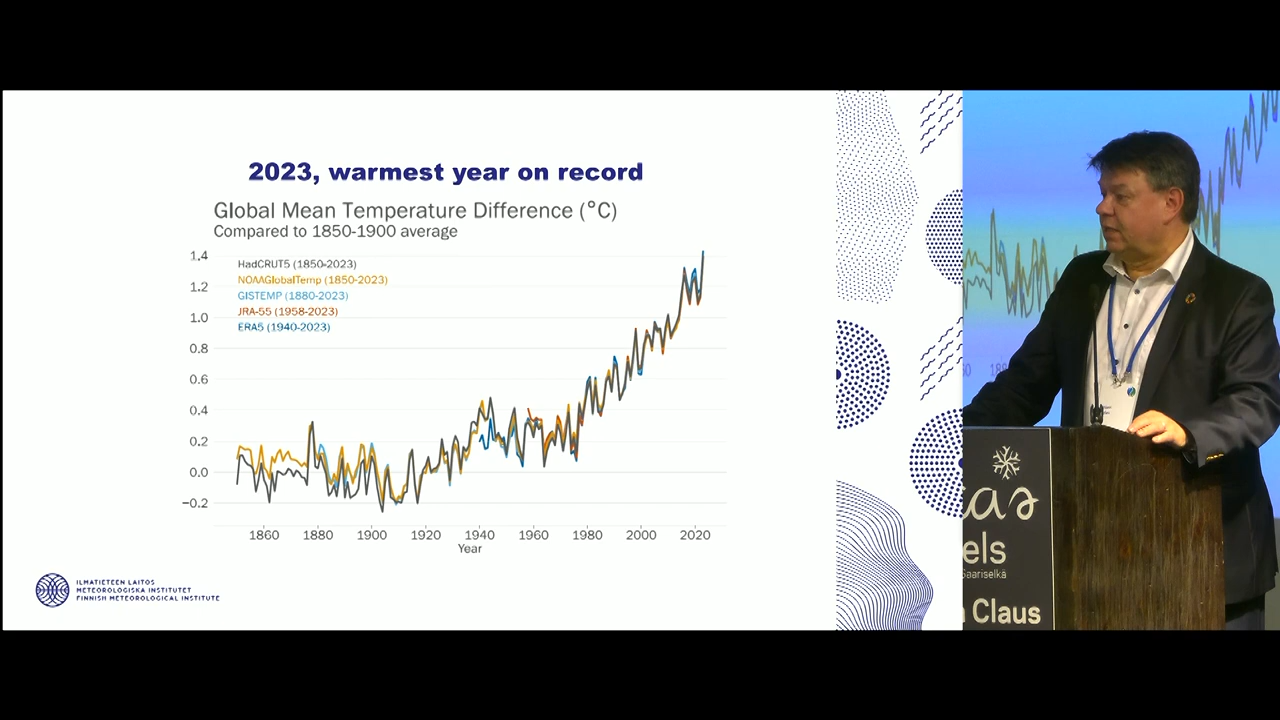 2023, warmest year on record
Global Mean Temperature Difference (°C)
Compared to 1850-1900 average
1.4
1.2
1.0
0.8
0.6
0.4
0.2
0.0
−0.2
HadCRUT5 (1850-2023)
NOAAGlobalTemp (1850-2023)
GISTEMP (1880-2023)
JRA-55 (1958-2023)
ERA5 (1940-2023)
1860 1880 1900 1920 1940 1960 1980 2000 2020
Year
ILMATIETEEN LAITOS
METEOROLOGISKA INSTITUTET
FINNISH METEOROLOGICAL INSTITUTE
els
Saariselkä
Claus